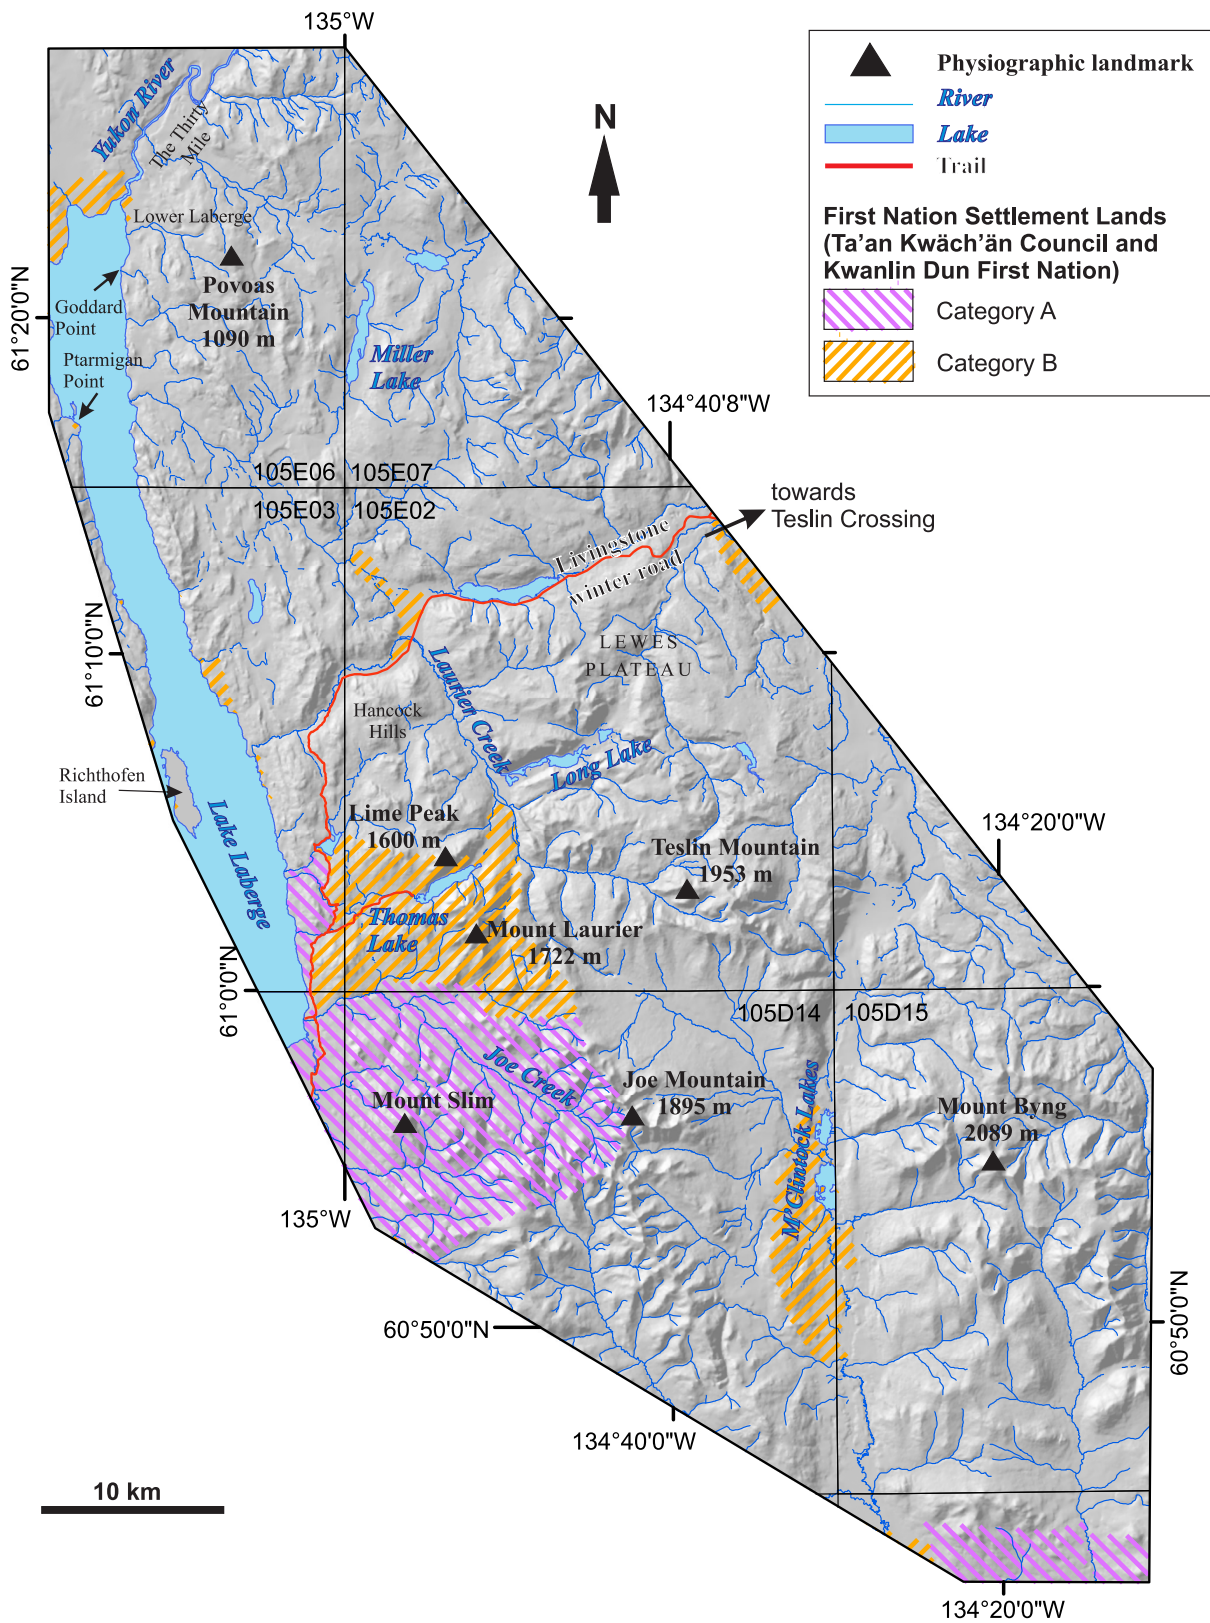 135°W
Physiographic landmark
River
Lake
Trail
First Nation Settlement Lands
(Ta'an Kwäch'än Council and
Kwanlin Dun First Nation)
Category A
Category B
N
Yukon River
The Thirty
Mile
Lower Laberge
Povoas
Mountain
1090 m
Goddard
Point
61°20'0"N
Ptarmigan
Point
Miller
Lake
134°40'8"W
105E06
105E07
105E03
105E02
towards
Teslin Crossing
Livingstone
winter road
LEWES
PLATEAU
61°10'0"N
Laurier Creek
Hancock
Hills
Long Lake
Richthofen
Island
Lake Laberge
Lime Peak
1600 m
Teslin Mountain
1953 m
134°20'0"W
Thomas
Lake
Mount Laurier
1722 m
61°0'0"N
105D14
105D15
Joe Creek
Joe Mountain
1895 m
Mount Slim
M'Clintock Lakes
Mount Byng
2089 m
135°W
60°50'0"N
60°50'0"N
134°40'0"W
10 km
134°20'0"W